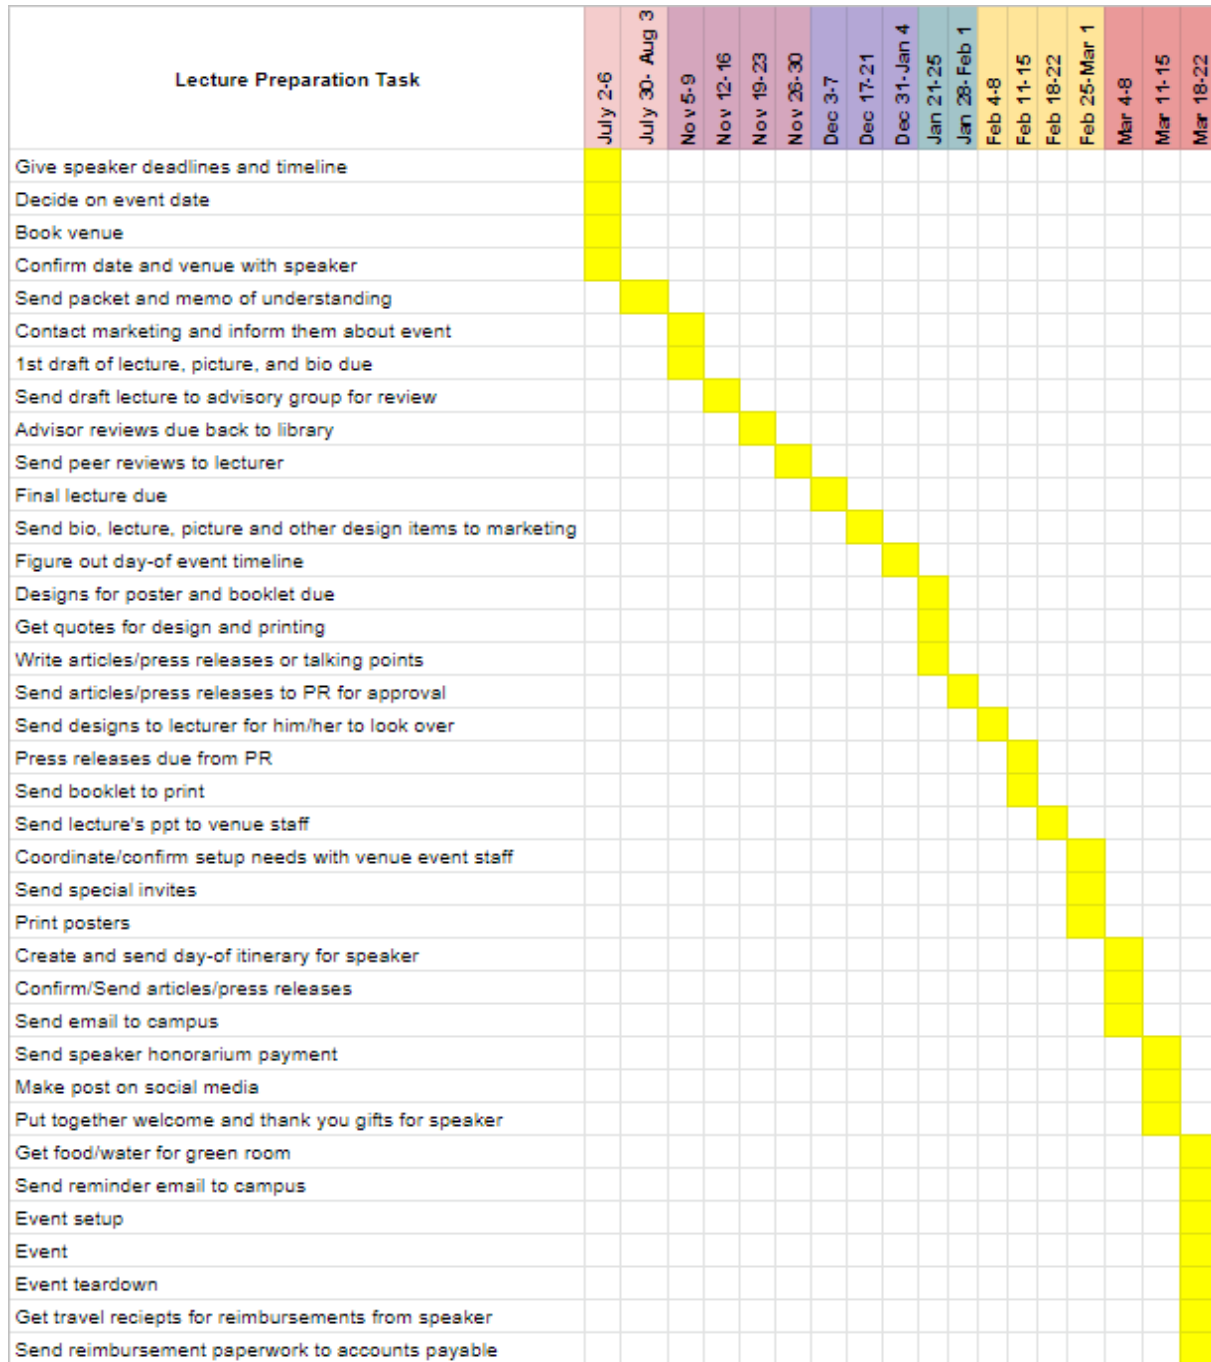 Lecture Preparation Task
July 2-6
July 30- Aug 3
Nov 5-9
Nov 12-16
Nov 19-23
Nov 26-30
Dec 3-7
Dec 17-21
Dec 31-Jan 4
Jan 21-25
Jan 28-Feb 1
Feb 4-8
Feb 11-15
Feb 18-22
Feb 25-Mar 1
Mar 4-8
Mar 11-15
Mar 18-22
Give speaker deadlines and timeline
Decide on event date
Book venue
Confirm date and venue with speaker
Send packet and memo of understanding
Contact marketing and inform them about event
1st draft of lecture, picture, and bio due
Send draft lecture to advisory group for review
Advisor reviews due back to library
Send peer reviews to lecturer
Final lecture due
Send bio, lecture, picture and other design items to marketing
Figure out day-of event timeline
Designs for poster and booklet due
Get quotes for design and printing
Write articles/press releases or talking points
Send articles/press releases to PR for approval
Send designs to lecturer for him/her to look over
Press releases due from PR
Send booklet to print
Send lecture's ppt to venue staff
Coordinate/confirm setup needs with venue event staff
Send special invites
Print posters
Create and send day-of itinerary for speaker
Confirm/Send articles/press releases
Send email to campus
Send speaker honorarium payment
Make post on social media
Put together welcome and thank you gifts for speaker
Get food/water for green room
Send reminder email to campus
Event setup
Event
Event teardown
Get travel reciepts for reimbursements from speaker
Send reimbursement paperwork to accounts payable